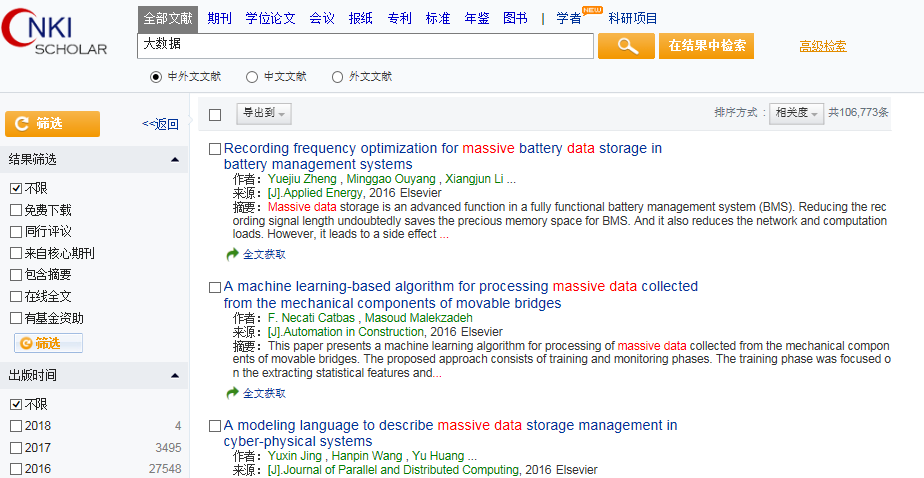 CNKI SCHOLAR
全部文献 期刊 学位论文 会议 报纸 专利 标准 年鉴 图书 | 学者 NEW 科研项目
大数据
在结果中检索
高级检索
中外文文献 中文文献 外文文献
筛选 <<返回
导出到 排序方式 : 相关度 共106,773条
结果筛选
不限
免费下载
同行评议
来自核心期刊
包含摘要
在线全文
有基金资助
筛选
出版时间
不限
2018 4
2017 3495
2016 27548
Recording frequency optimization for massive battery data storage in
battery management systems
作者：Yuejiu Zheng , Minggao Ouyang , Xiangjun Li ...
来源：[J].Applied Energy, 2016 Elsevier
摘要：Massive data storage is an advanced function in a fully functional battery management system (BMS). Reducing the rec
ording signal length undoubtedly saves the precious memory space for BMS. And it also reduces the network and computation
loads. However, it leads to a side effect ...
全文获取
A machine learning-based algorithm for processing massive data collected
from the mechanical components of movable bridges
作者：F. Necati Catbas , Masoud Malekzadeh
来源：[J].Automation in Construction, 2016 Elsevier
摘要：This paper presents a machine learning algorithm for processing of massive data collected from the mechanical compon
ents of movable bridges. The proposed approach consists of training and monitoring phases. The training phase was focused o
n the extracting statistical features and...
全文获取
A modeling language to describe massive data storage management in
cyber-physical systems
作者：Yuxin Jing , Hanpin Wang , Yu Huang ...
来源：[J].Journal of Parallel and Distributed Computing, 2016 Elsevier